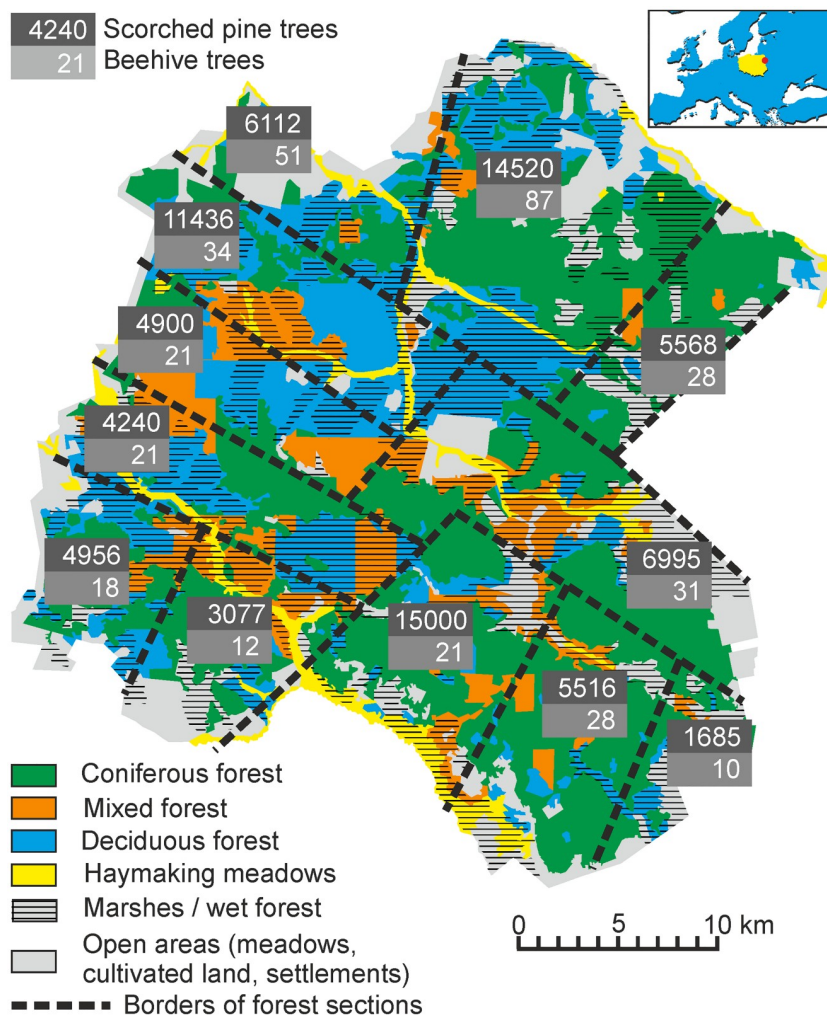 4240 Scorched pine trees
21 Beehive trees
6112
51
14520
87
11436
34
4900
21
5568
28
4240
21
4956
18
6995
31
3077
12
15000
21
5516
28
1685
10
Coniferous forest
Mixed forest
Deciduous forest
Haymaking meadows
Marshes / wet forest
Open areas (meadows,
cultivated land, settlements)
Borders of forest sections
0 5 10 km